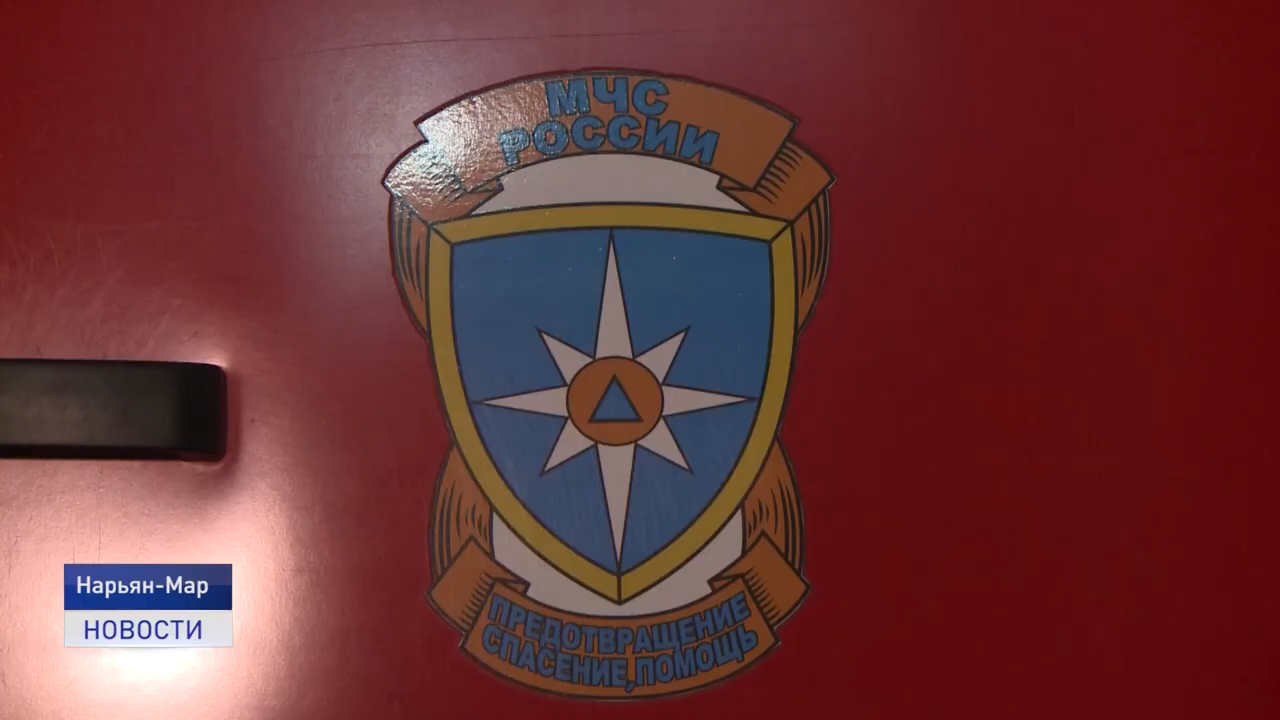 МЧС
РОССИИ
ПРЕДОТВРАЩЕНИЕ
СПАСЕНИЕ, ПОМОЩЬ
Нарьян-Мар
НОВОСТИ